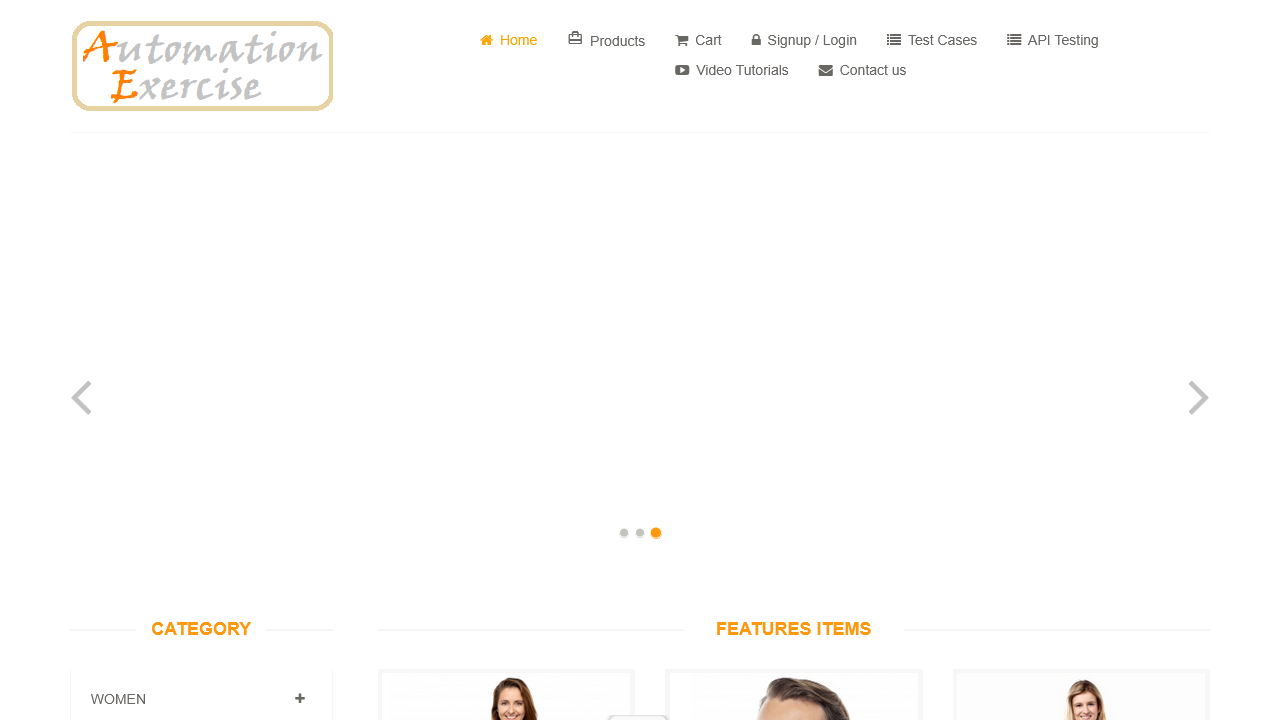 Automation
Exercise
Home
Products
Cart
Signup / Login
Test Cases
API Testing
Video Tutorials
Contact us
CATEGORY
FEATURES ITEMS
WOMEN